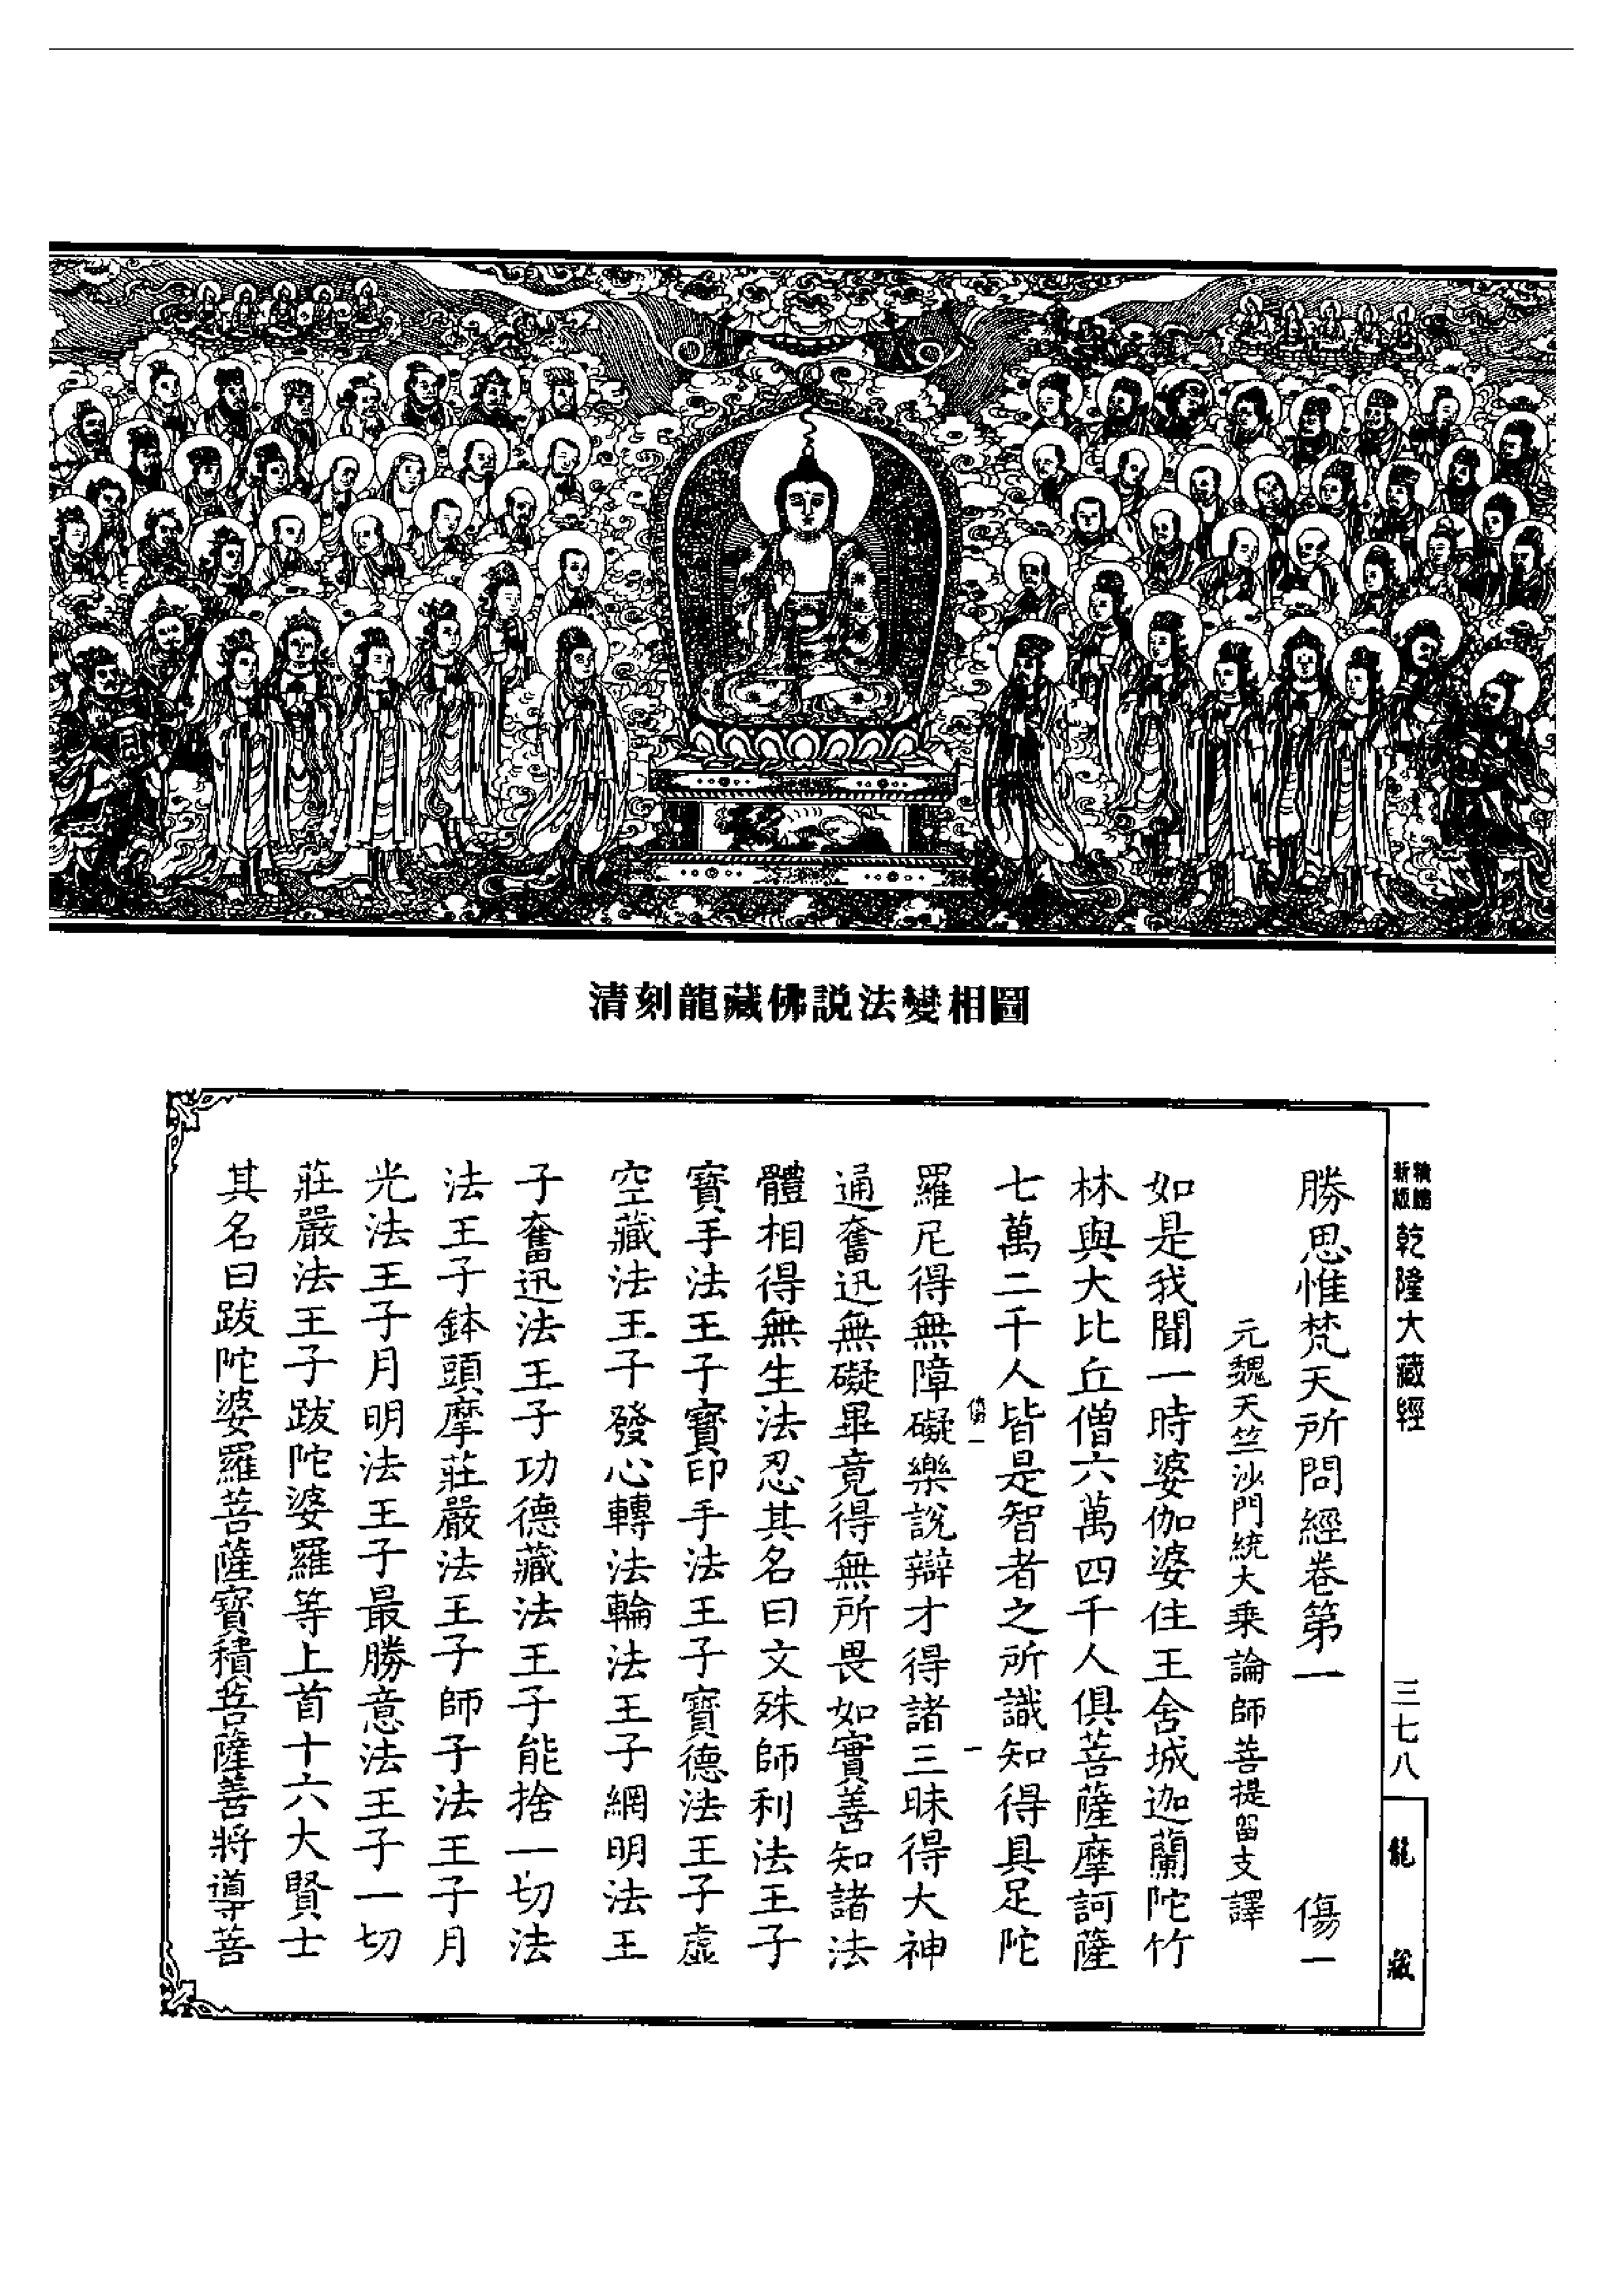 清刻龍藏佛説法變相圖
新版
乾隆大藏經
三七八
龍藏
勝思惟梵天所問經卷第一 傷一
元魏天竺沙門統大乘論師菩提留支譯
如是我聞一時婆伽婆住王舍城迦蘭陀竹
林與大比丘僧六萬四千人俱菩薩摩訶薩
七萬二千人皆是智者之所識知得具足陀
傷一 一
羅尼得無障礙樂說辯才得諸三昧得大神
通奮迅無礙畢竟得無所畏如實善知諸法
體相得無生法忍其名曰文殊師利法王子
寶手法王子寶印手法王子寶德法王子虛
空藏法王子發心轉法輪法王子網明法王
子奮迅法王子功德藏法王子能捨一切法
法王子鉢頭摩莊嚴法王子師子法王子月
光法王子月明法王子最勝意法王子一切
莊嚴法王子跋陀婆羅等上首十六大賢士
其名曰跋陀婆羅菩薩寶積菩薩善將導菩